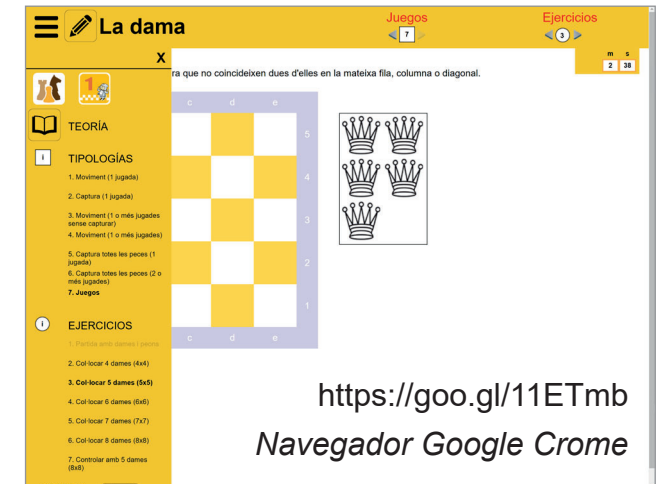 La dama
Juegos
7
Ejercicios
3
m s
2 38
X
ra que no coincideixen dues d'elles en la mateixa fila, columna o diagonal.
1
TEORÍA
i TIPOLOGÍAS
1. Moviment (1 jugada)
2. Captura (1 jugada)
3. Moviment (1 o més jugades
sense capturar)
4. Moviment (1 o més jugades)
5. Captura totes les peces (1
jugada)
6. Captura totes les peces (2 o
més jugades)
7. Juegos
i EJERCICIOS
1. Partida amb dames i peons
2. Col·locar 4 dames (4x4)
3. Col·locar 5 dames (5x5)
4. Col·locar 6 dames (6x6)
5. Col·locar 7 dames (7x7)
6. Col·locar 8 dames (8x8)
7. Controlar amb 5 dames
(8x8)
c d e
5
4
3
2
1
c d e
https://goo.gl/11ETmb
Navegador Google Crome